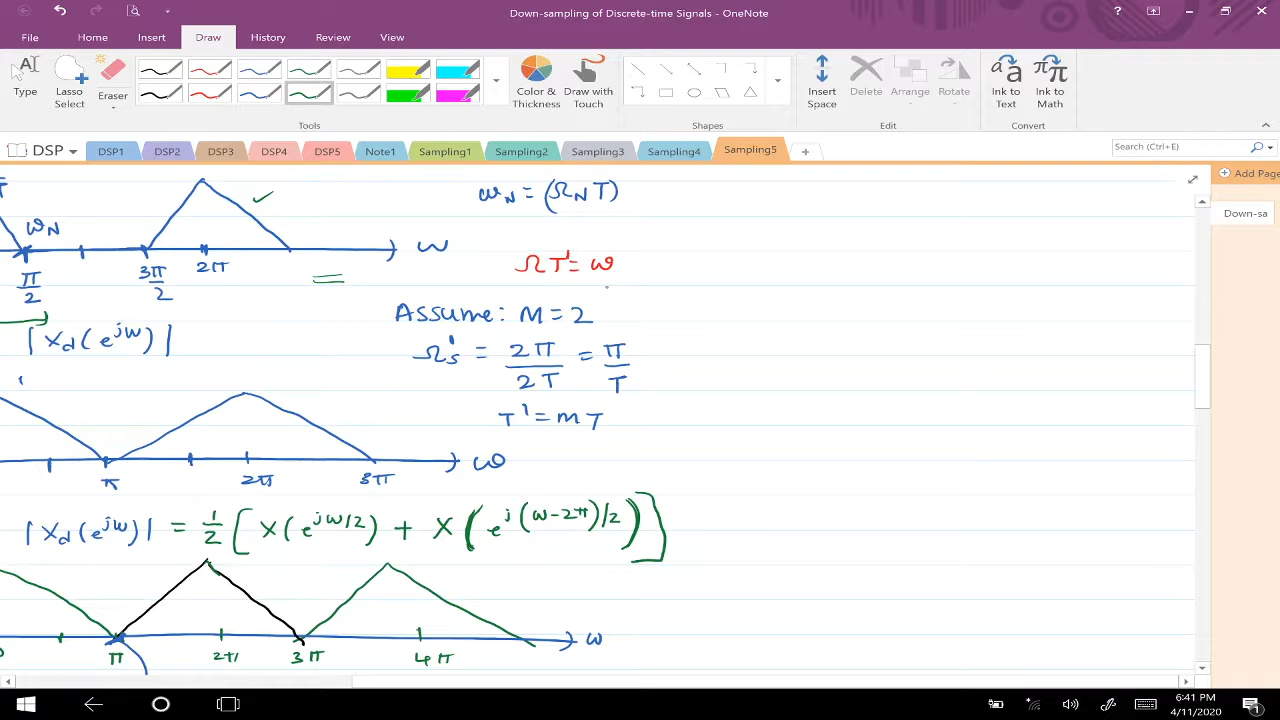 Down-sampling of Discrete-time Signals - OneNote
File Home Insert Draw History Review View
Type Lasso Select Eraser Color & Thickness Draw with Touch Insert Space Delete Arrange Rotate Ink to Text Ink to Math
Tools Shapes Edit Convert
DSP DSP1 DSP2 DSP3 DSP4 DSP5 Note1 Sampling1 Sampling2 Sampling3 Sampling4 Sampling5 Search (Ctrl+E)
Add Page
Down-sa
ω_N = (Ω_N T)
ω_N
ω
π/2 3π/2 2π
ΩT' = ω
Assume: M = 2
|X_d(e^{jω})|
Ω_s' = 2π/2T = π/T
T' = MT
ω
π 2π 3π
|X_d(e^{jω})| = 1/2 [X(e^{jω/2}) + X(e^{j(ω-2π)/2})]
ω
π 2π 3π 4π
6:41 PM
4/11/2020